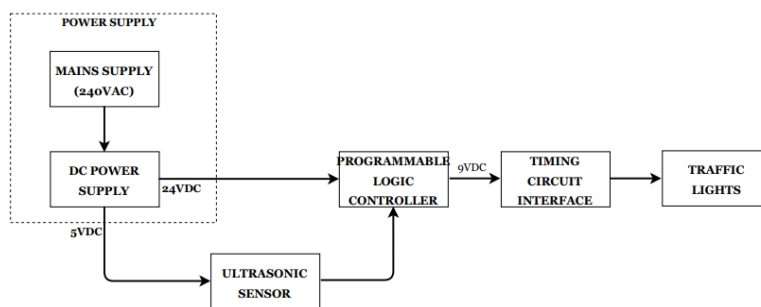 POWER SUPPLY
MAINS SUPPLY
(240VAC)
DC POWER
SUPPLY
24VDC
5VDC
PROGRAMMABLE
LOGIC
CONTROLLER
9VDC
TIMING
CIRCUIT
INTERFACE
TRAFFIC
LIGHTS
ULTRASONIC
SENSOR